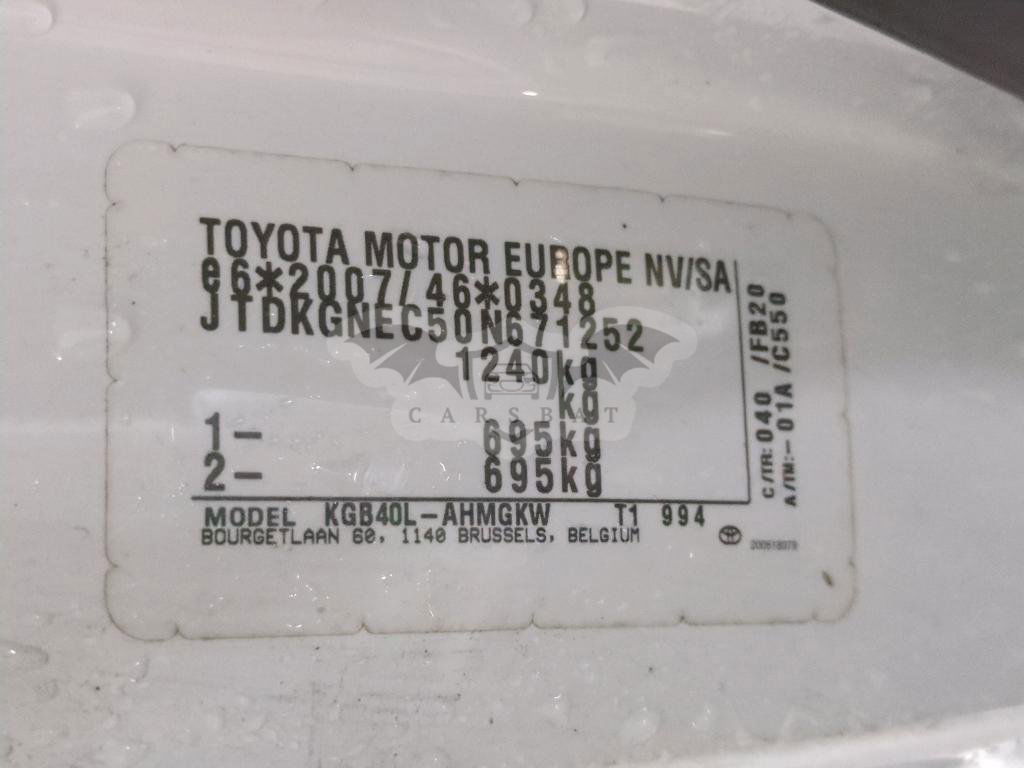 TOYOTA MOTOR EUROPE NV/SA
e6*2007/46*0348
JTDKGNEC50N671252
1240kg
kg
1- 695kg
2- 695kg
C/TR: 040 /FB20
A/TM:-01A /C550
MODEL KGB40L-AHMGKW T1 994
BOURGETLAAN 60, 1140 BRUSSELS, BELGIUM
CARSBAT